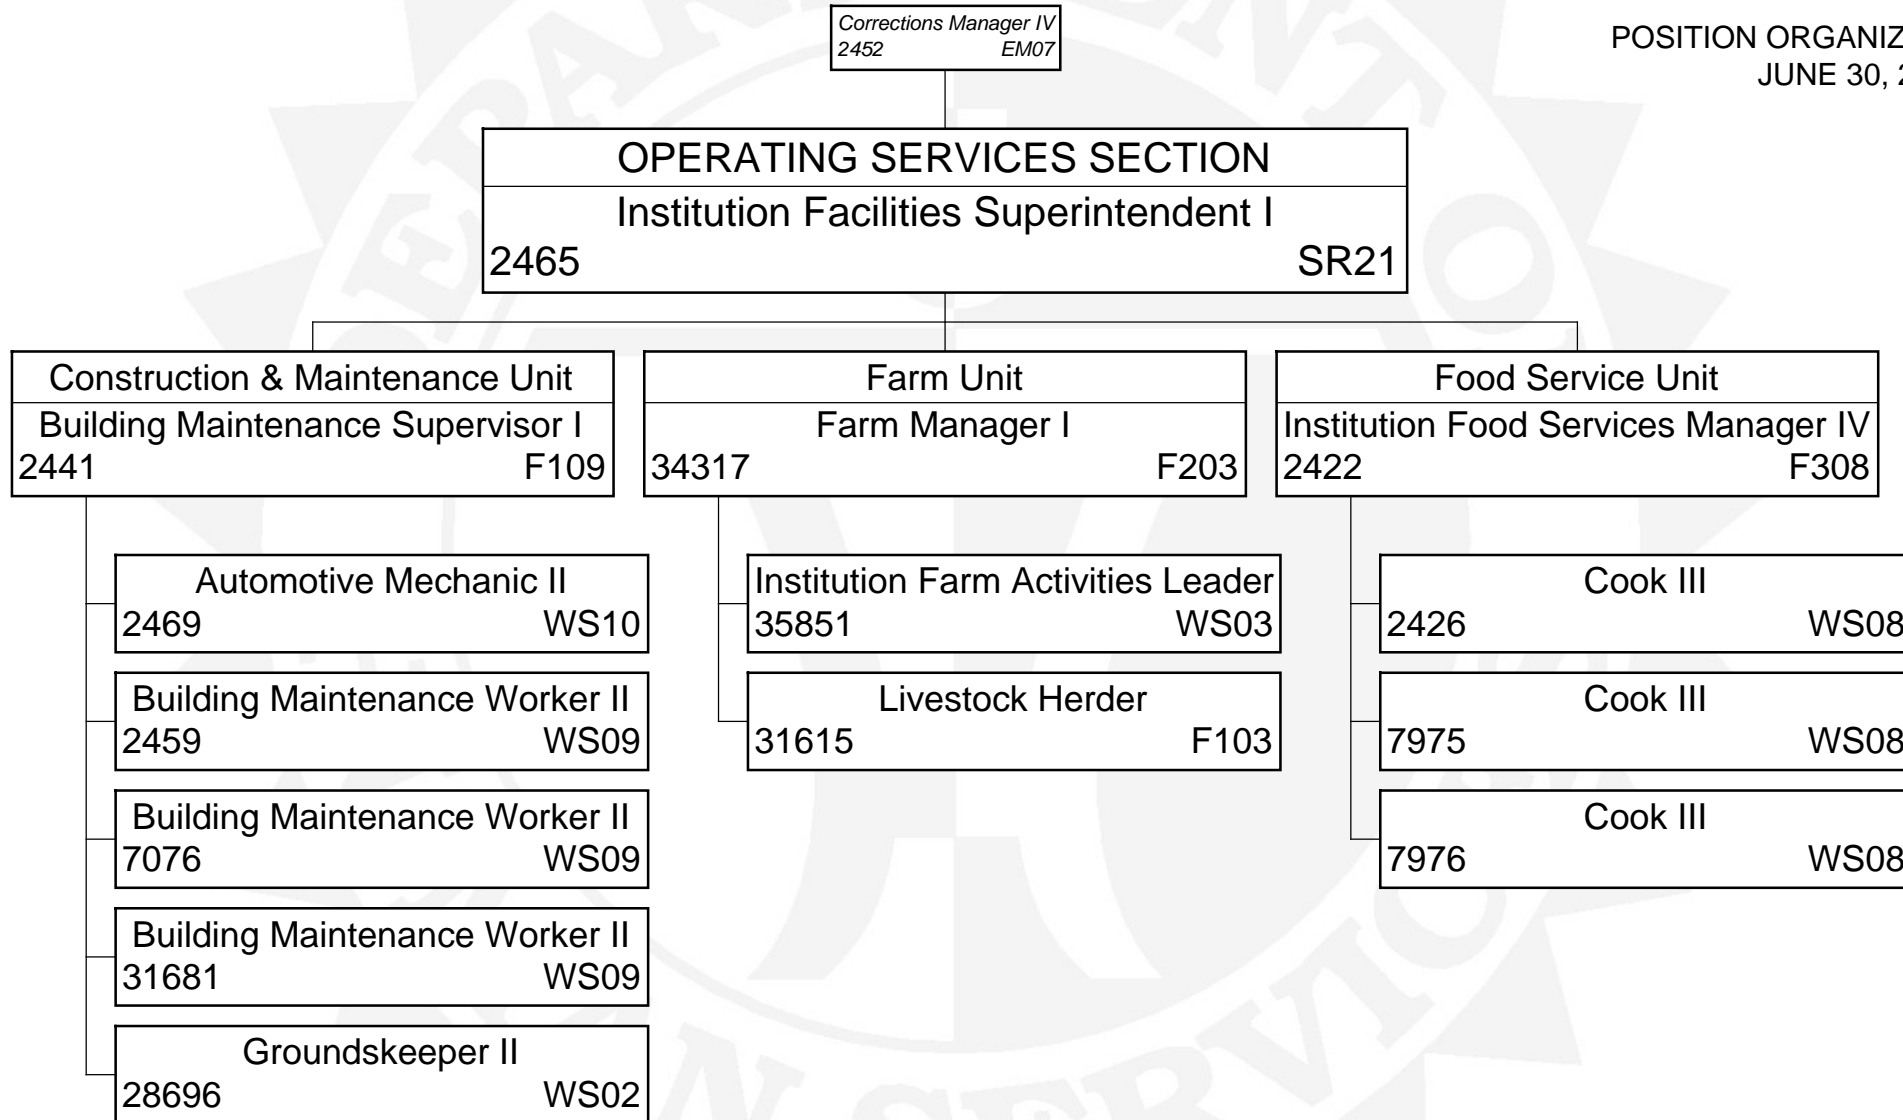 Corrections Manager IV
2452 EM07
POSITION
JUNE 30,
OPERATING SERVICES SECTION
Institution Facilities Superintendent I
2465 SR21
Construction & Maintenance Unit
Building Maintenance Supervisor I
2441 F109
Farm Unit
Farm Manager I
34317 F203
Food Service Unit
Institution Food Services Manager IV
2422 F308
Automotive Mechanic II
2469 WS10
Building Maintenance Worker II
2459 WS09
Building Maintenance Worker II
7076 WS09
Building Maintenance Worker II
31681 WS09
Groundskeeper II
28696 WS02
Institution Farm Activities Leader
35851 WS03
Livestock Herder
31615 F103
Cook III
2426 WS08
Cook III
7975 WS08
Cook III
7976 WS08